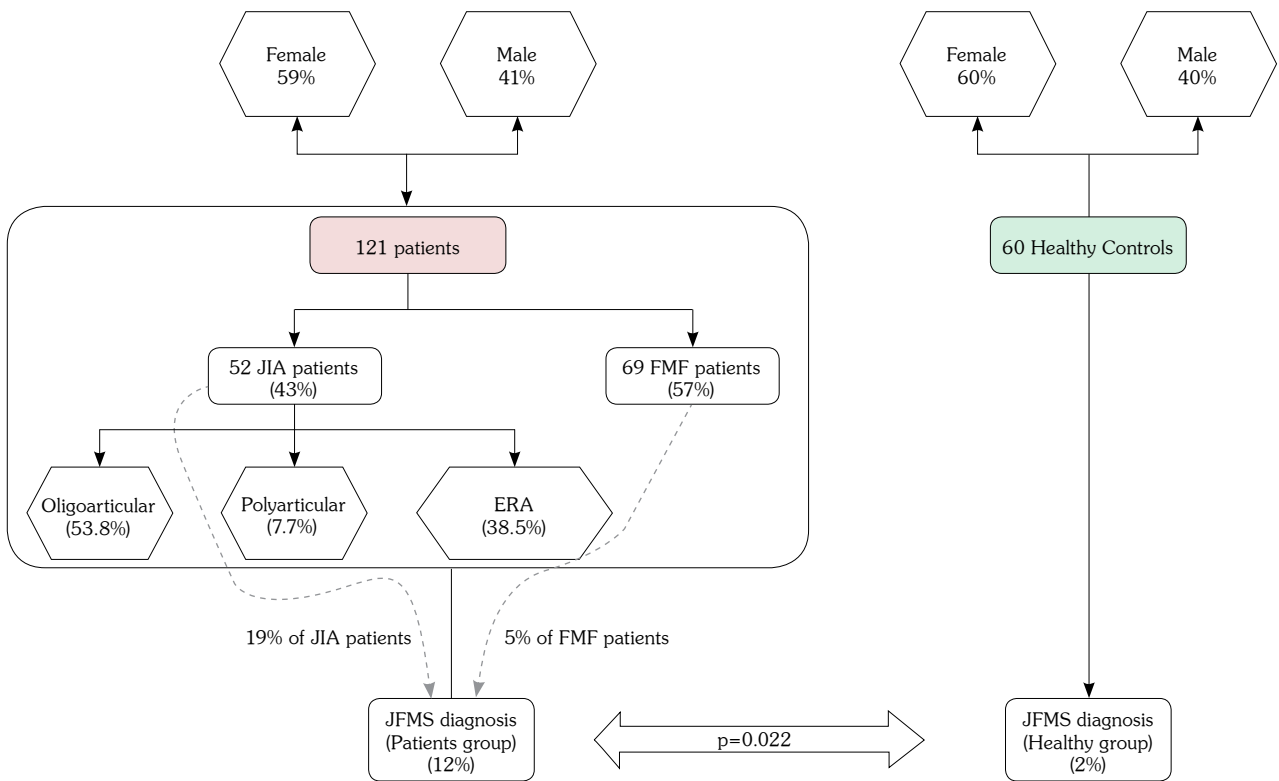 Female
59%
Male
41%
Female
60%
Male
40%
121 patients
60 Healthy Controls
52 JIA patients
(43%)
69 FMF patients
(57%)
Oligoarticular
(53.8%)
Polyarticular
(7.7%)
ERA
(38.5%)
19% of JIA patients
5% of FMF patients
JFMS diagnosis
(Patients group)
(12%)
p=0.022
JFMS diagnosis
(Healthy group)
(2%)